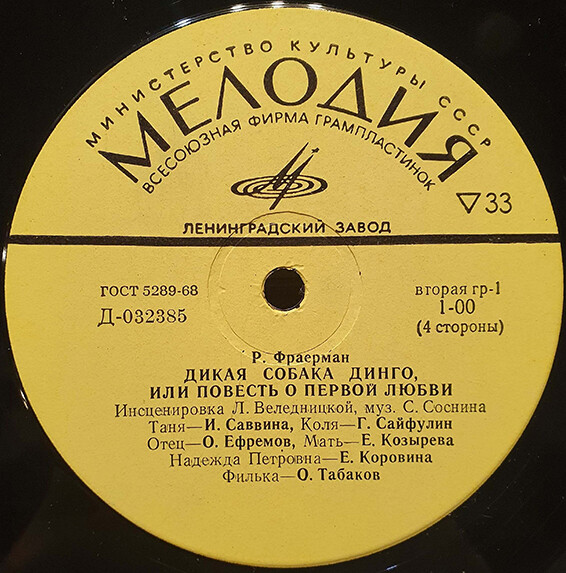 МИНИСТЕРСТВО КУЛЬТУРЫ СССР
МЕЛОДИЯ
ВСЕСОЮЗНАЯ ФИРМА ГРАМПЛАСТИНОК
33
ЛЕНИНГРАДСКИЙ ЗАВОД
ГОСТ 5289-68
Д-032385
вторая гр-1
1-00
(4 стороны)
Р. Фраерман
ДИКАЯ СОБАКА ДИНГО,
ИЛИ ПОВЕСТЬ О ПЕРВОЙ ЛЮБВИ
Инсценировка Л. Веледницкой, муз. С. Соснина
Таня—И. Саввина, Коля—Г. Сайфулин
Отец—О. Ефремов, Мать—Е. Козырева
Надежда Петровна—Е. Коровина
Филька—О. Табаков